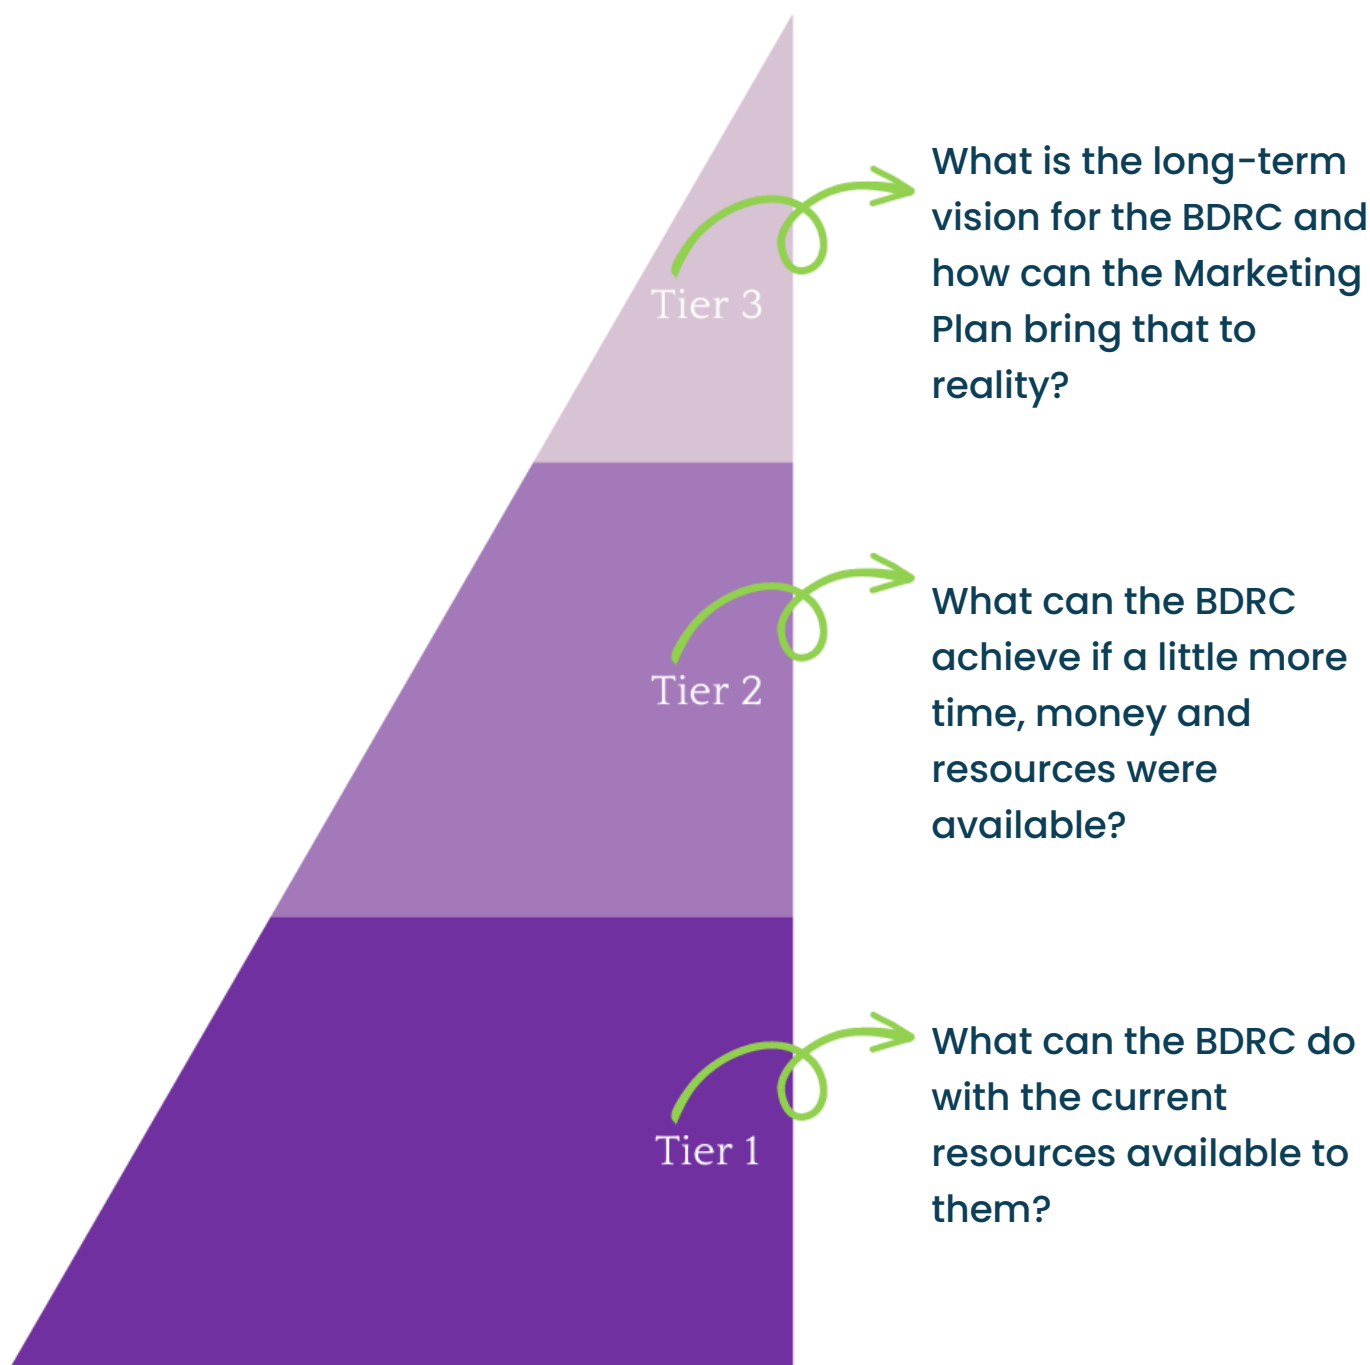 What is the long-term
vision for the BDRC and
how can the Marketing
Plan bring that to
reality?
Tier 3
What can the BDRC
achieve if a little more
time, money and
resources were
available?
Tier 2
What can the BDRC do
with the current
resources available to
them?
Tier 1